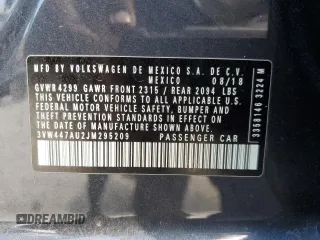 MFD BY VOLKSWAGEN DE MEXICO S.A. DE C.V.
MEXICO 08/18
GVWR 4299 GAWR FRONT 2315 / REAR 2094 LBS
THIS VEHICLE CONFORMS TO ALL APPLICABLE U.S.
FEDERAL MOTOR VEHICLE SAFETY, BUMPER, AND THEFT
PREVENTION STANDARDS IN EFFECT ON THE DATE OF
MANUFACTURE SHOWN ABOVE.
3VW447AU2JM295209 PASSENGER CAR
3358146 3224 M
DREAMBID